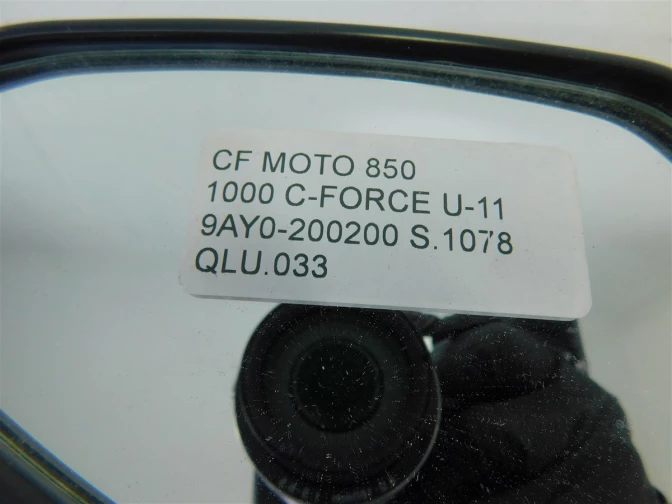 CF MOTO 850
1000 C-FORCE U-11
9AY0-200200 S.1078
QLU.033